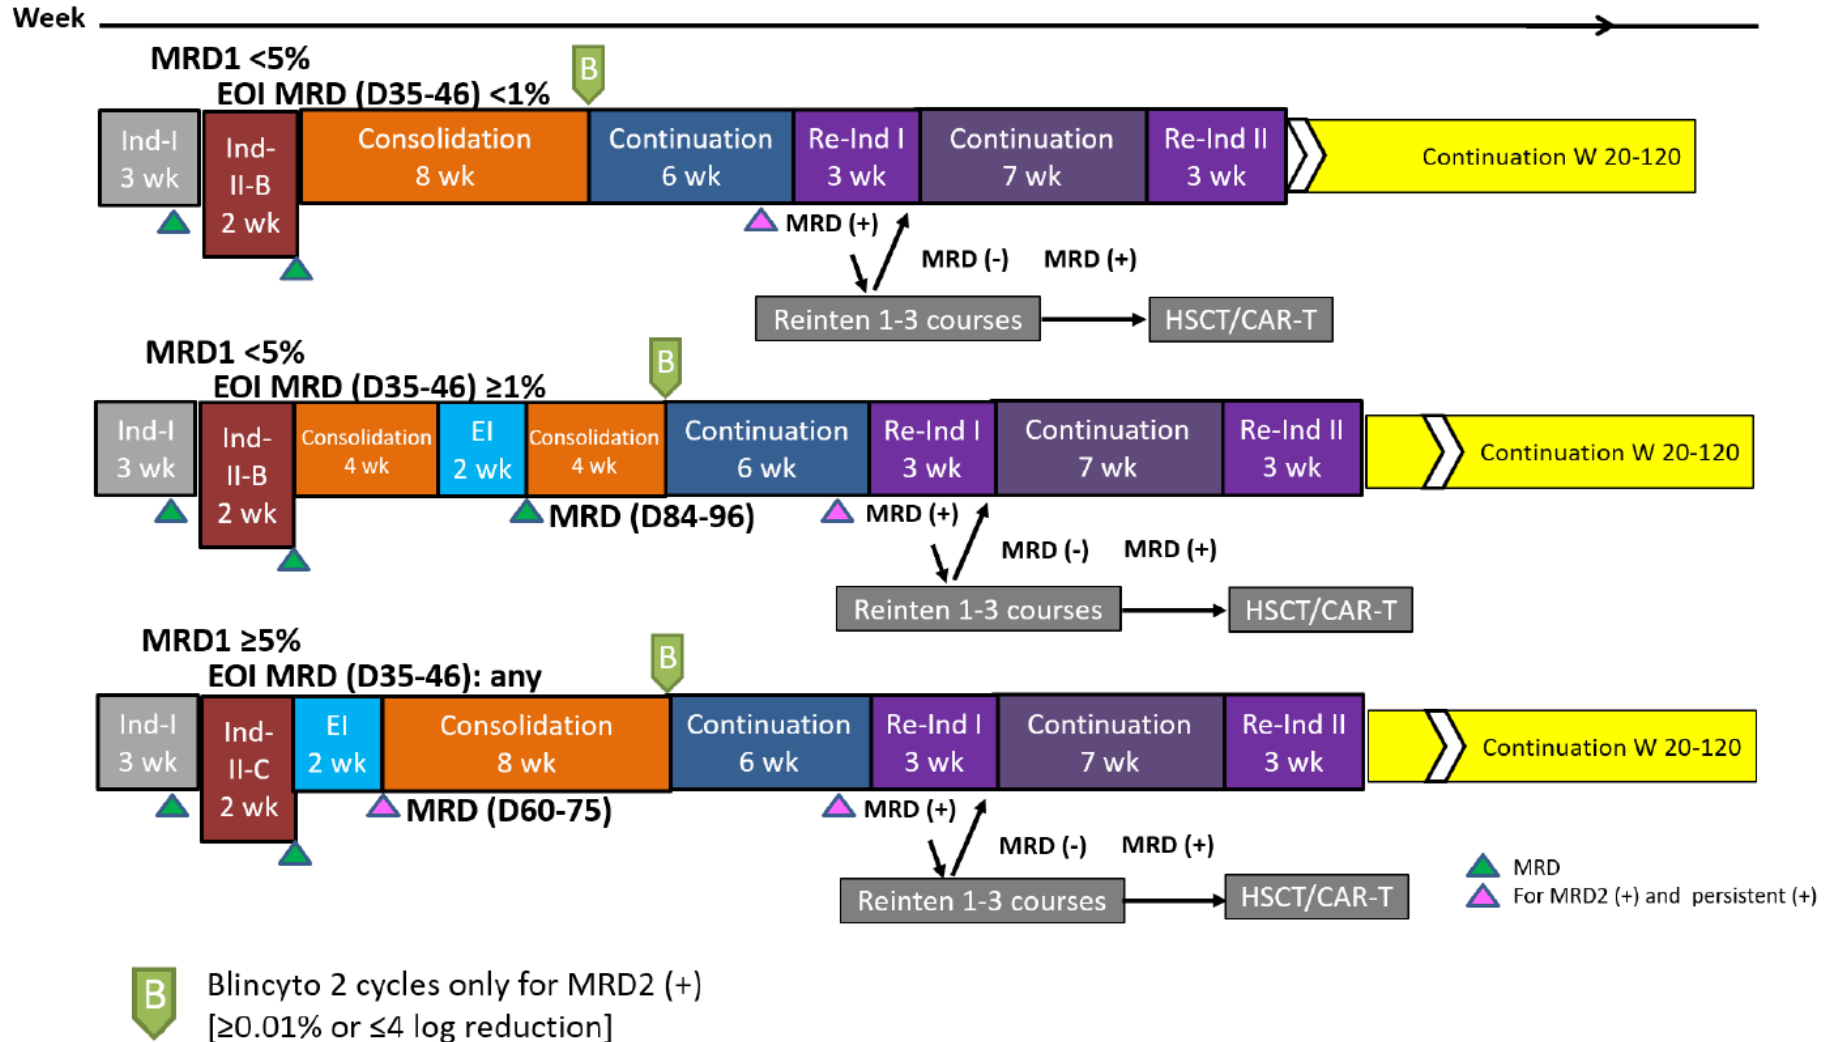 Week
MRD1 <5%
EOI MRD (D35-46) <1%
B
Ind-I
3 wk
Ind-
II-B
2 wk
Consolidation
8 wk
Continuation
6 wk
Re-Ind I
3 wk
Continuation
7 wk
Re-Ind II
3 wk
Continuation W 20-120
MRD (+)
MRD (-)
MRD (+)
Reinten 1-3 courses
HSCT/CAR-T
MRD1 <5%
EOI MRD (D35-46) ≥1%
B
Ind-I
3 wk
Ind-
II-B
2 wk
Consolidation
4 wk
EI
2 wk
Consolidation
4 wk
Continuation
6 wk
Re-Ind I
3 wk
Continuation
7 wk
Re-Ind II
3 wk
Continuation W 20-120
MRD (D84-96)
MRD (+)
MRD (-)
MRD (+)
Reinten 1-3 courses
HSCT/CAR-T
MRD1 ≥5%
EOI MRD (D35-46): any
B
Ind-I
3 wk
Ind-
II-C
2 wk
EI
2 wk
Consolidation
8 wk
Continuation
6 wk
Re-Ind I
3 wk
Continuation
7 wk
Re-Ind II
3 wk
Continuation W 20-120
MRD (D60-75)
MRD (+)
MRD (-)
MRD (+)
Reinten 1-3 courses
HSCT/CAR-T
MRD
For MRD2 (+) and persistent (+)
B
Blincyto 2 cycles only for MRD2 (+)
[≥0.01% or ≤4 log reduction]